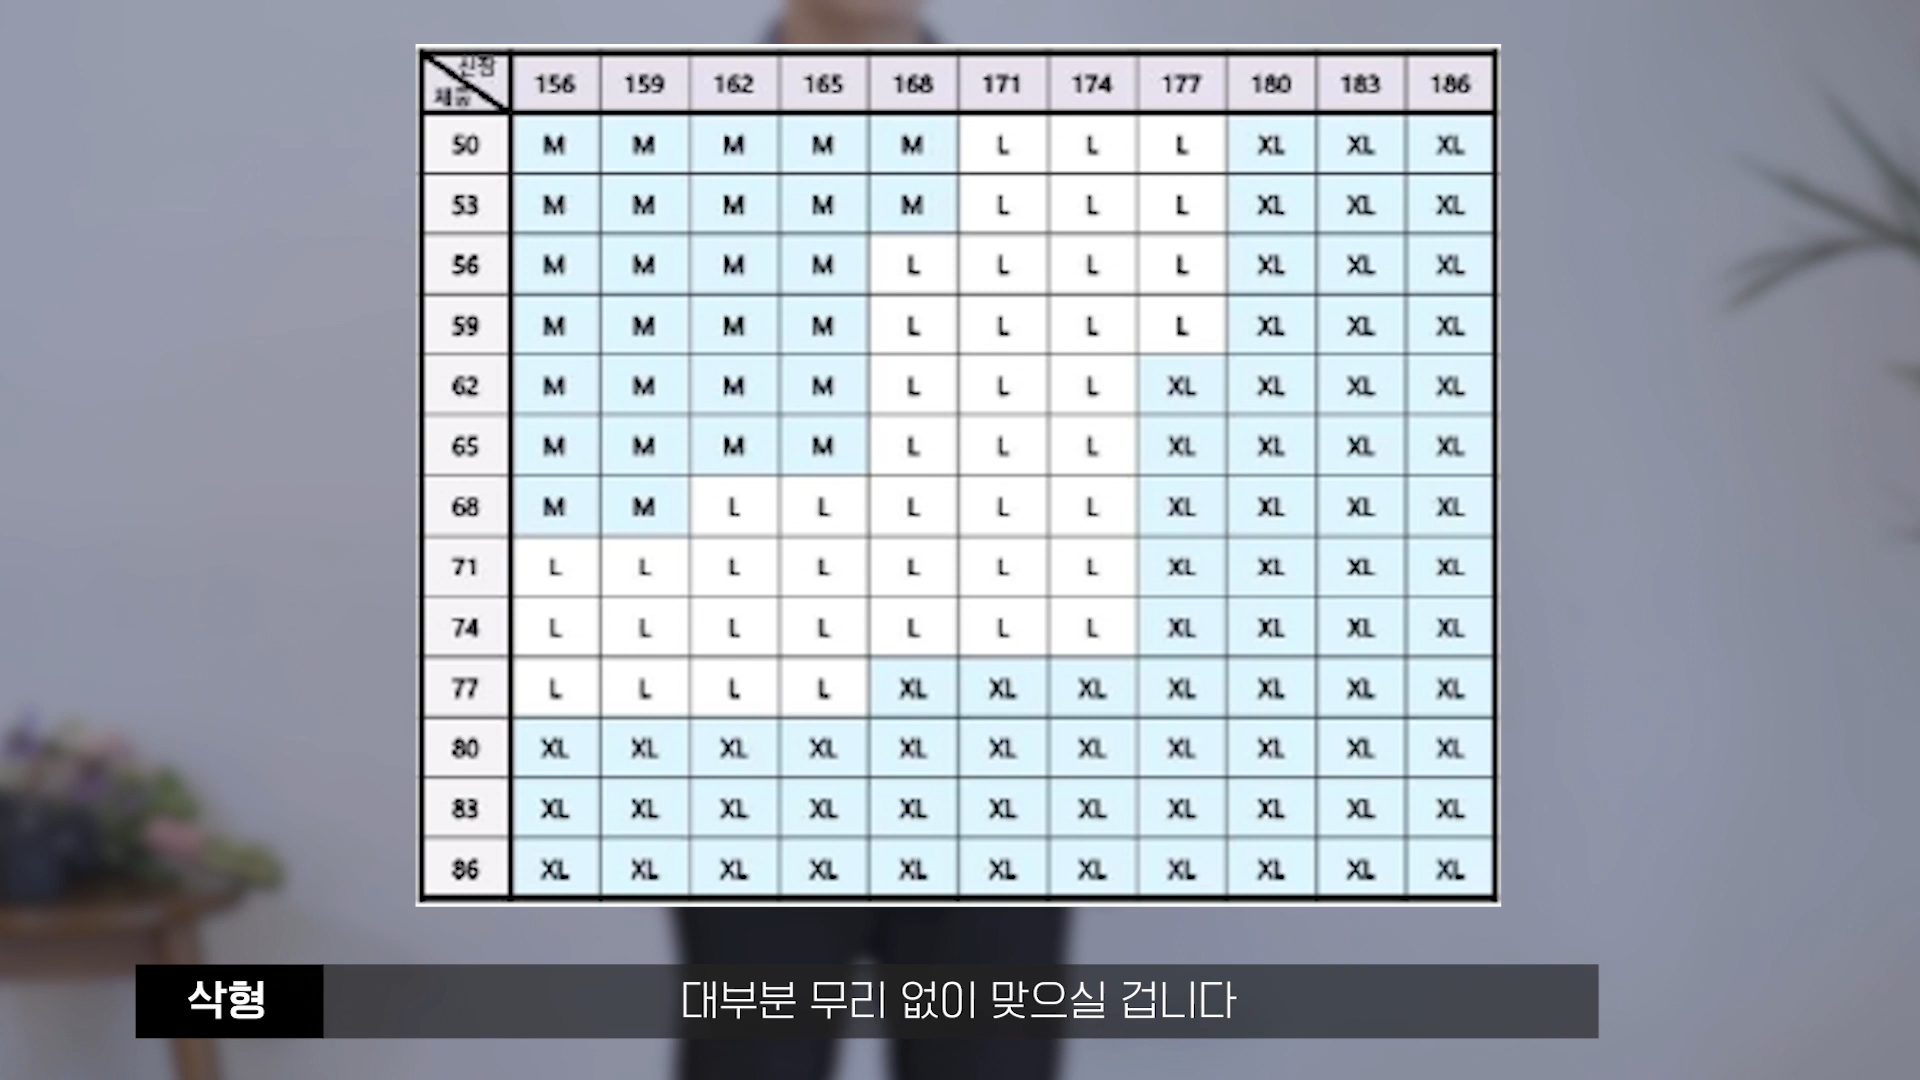 신장
체중
156 159 162 165 168 171 174 177 180 183 186
50 M M M M M L L L XL XL XL
53 M M M M M L L L XL XL XL
56 M M M M L L L L XL XL XL
59 M M M M L L L L XL XL XL
62 M M M M L L L XL XL XL XL
65 M M M M L L L XL XL XL XL
68 M M L L L L L XL XL XL XL
71 L L L L L L L XL XL XL XL
74 L L L L L L L XL XL XL XL
77 L L L L XL XL XL XL XL XL XL
80 XL XL XL XL XL XL XL XL XL XL XL
83 XL XL XL XL XL XL XL XL XL XL XL
86 XL XL XL XL XL XL XL XL XL XL XL
삭형 대부분 무리 없이 맞으실 겁니다